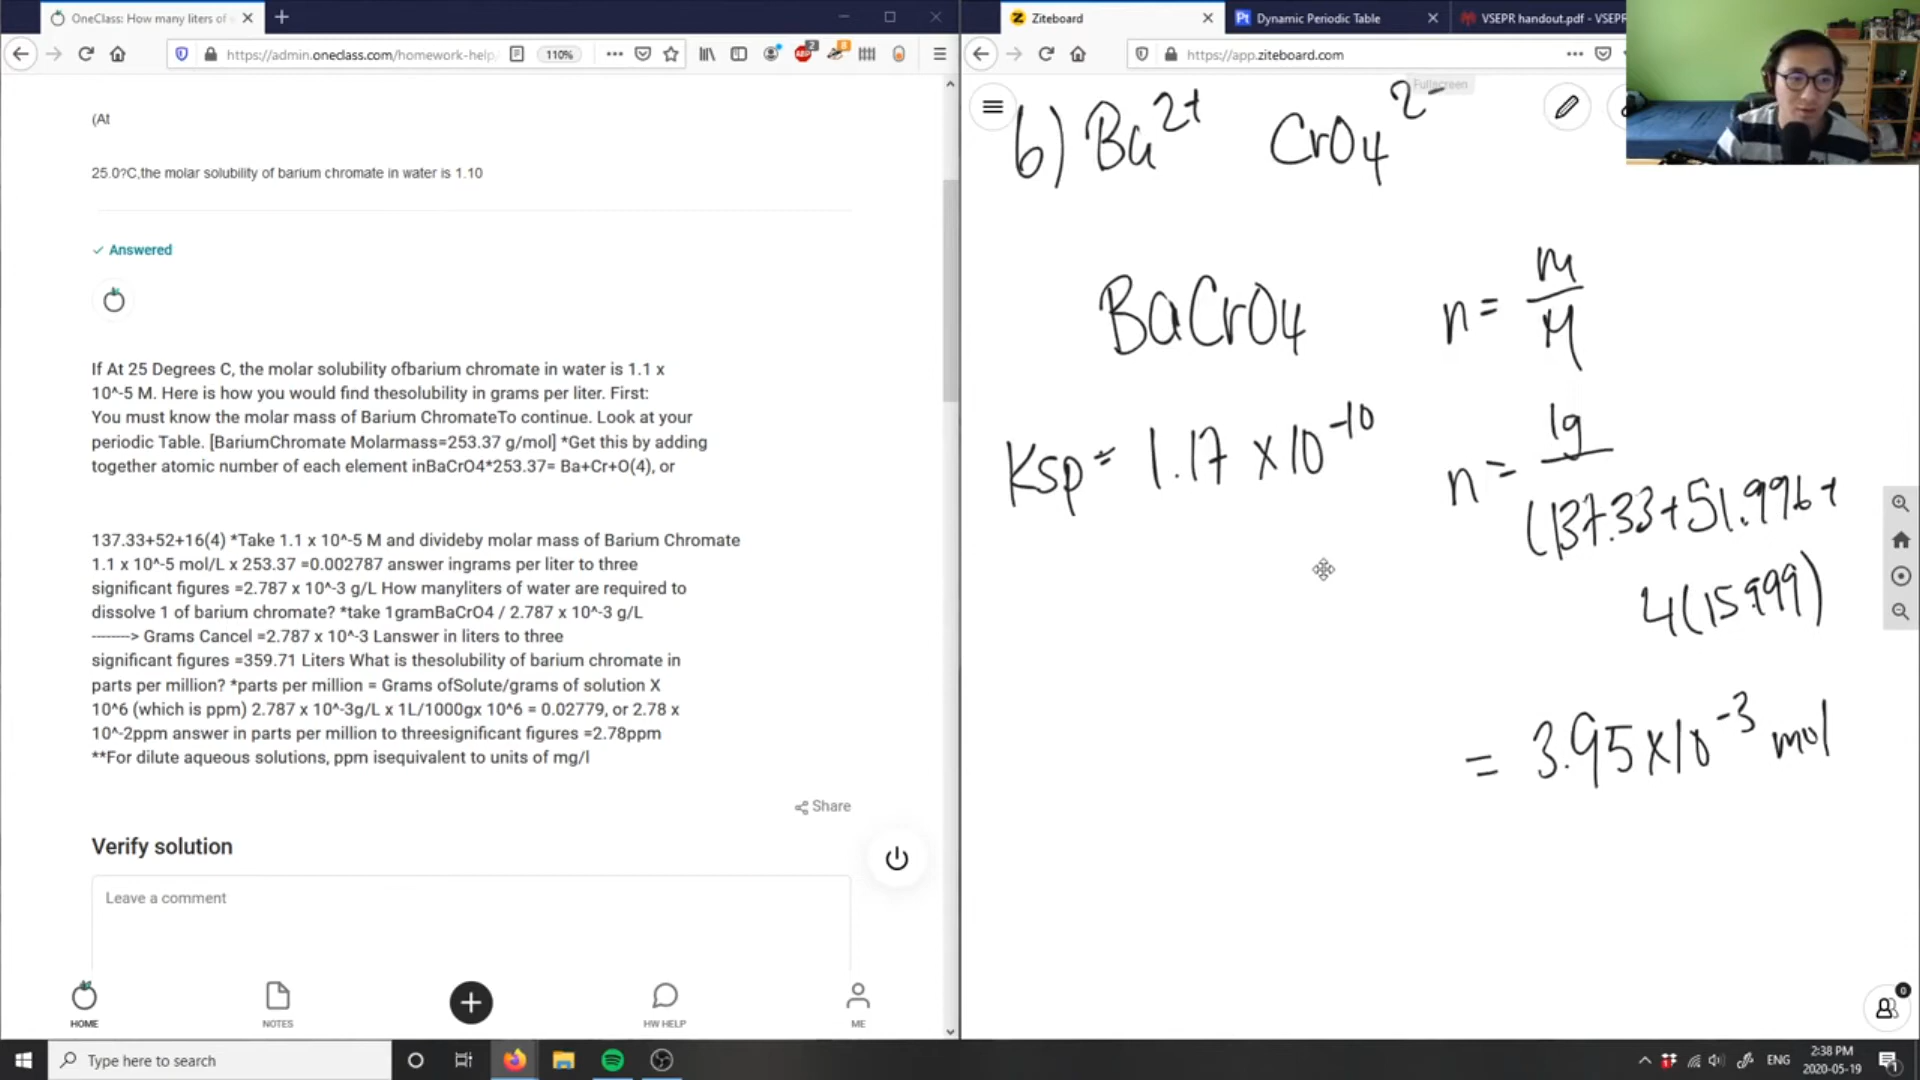 OneClass: How many liters of
https://admin.oneclass.com/homework-help
110%
(At
25.0?C,the molar solubility of barium chromate in water is 1.10
Answered
If At 25 Degrees C, the molar solubility ofbarium chromate in water is 1.1 x
10^-5 M. Here is how you would find thesolubility in grams per liter. First:
You must know the molar mass of Barium ChromateTo continue. Look at your
periodic Table. [BariumChromate Molarmass=253.37 g/mol] *Get this by adding
together atomic number of each element inBaCrO4*253.37= Ba+Cr+O(4), or
137.33+52+16(4) *Take 1.1 x 10^-5 M and divideby molar mass of Barium Chromate
1.1 x 10^-5 mol/L x 253.37 =0.002787 answer ingrams per liter to three
significant figures =2.787 x 10^-3 g/L How manyliters of water are required to
dissolve 1 of barium chromate? *take 1gramBaCrO4 / 2.787 x 10^-3 g/L
--------> Grams Cancel =2.787 x 10^-3 Lanswer in liters to three
significant figures =359.71 Liters What is thesolubility of barium chromate in
parts per million? *parts per million = Grams ofSolute/grams of solution X
10^6 (which is ppm) 2.787 x 10^-3g/L x 1L/1000gx 10^6 = 0.02779, or 2.78 x
10^-2ppm answer in parts per million to threesignificant figures =2.78ppm
**For dilute aqueous solutions, ppm isequivalent to units of mg/l
Share
Verify solution
Leave a comment
HOME
NOTES
HW HELP
ME
Ziteboard
Dynamic Periodic Table
VSEPR handout.pdf - VSEPR
https://app.ziteboard.com
Fullscreen
b) Ba²⁺ CrO4²⁻
BaCrO4
n = m/M
Ksp = 1.17 x10⁻¹⁰
n = 1g
(137.33+51.996+
4(15.999)
= 3.95x10⁻³ mol
0
Type here to search
ENG
2:38 PM
2020-05-19
1